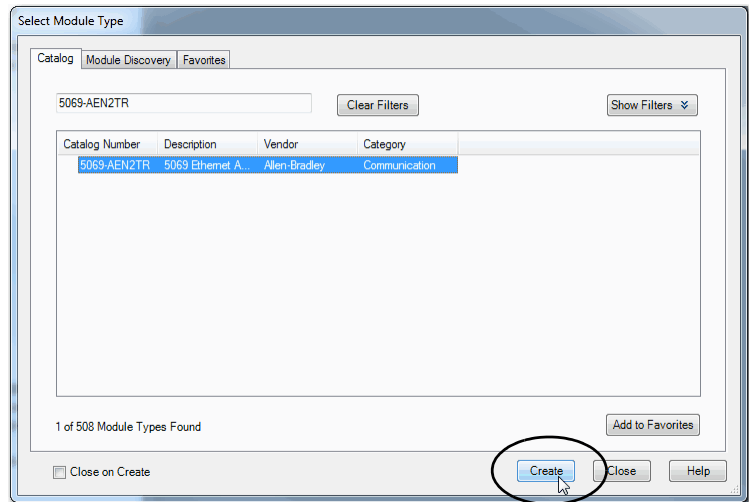 Select Module Type
Catalog Module Discovery Favorites
5069-AEN2TR Clear Filters Show Filters
Catalog Number Description Vendor Category
5069-AEN2TR 5069 Ethernet A... Allen-Bradley Communication
1 of 508 Module Types Found Add to Favorites
Close on Create Create Close Help